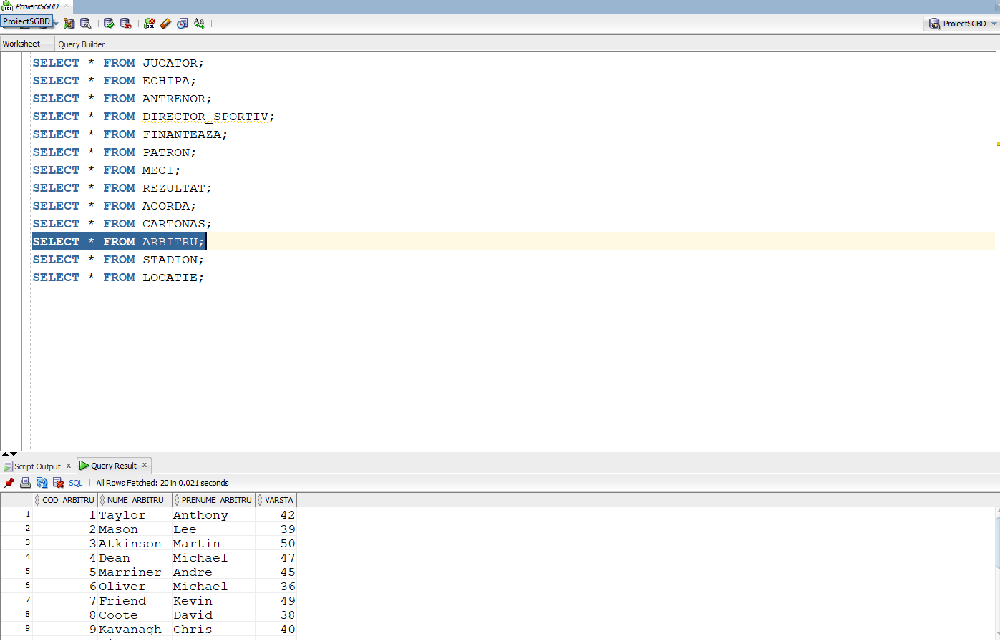 ProiectSGBD
ProiectSGBD
ProiectSGBD
Worksheet Query Builder
SELECT * FROM JUCATOR;
SELECT * FROM ECHIPA;
SELECT * FROM ANTRENOR;
SELECT * FROM DIRECTOR_SPORTIV;
SELECT * FROM FINANTEAZA;
SELECT * FROM PATRON;
SELECT * FROM MECI;
SELECT * FROM REZULTAT;
SELECT * FROM ACORDA;
SELECT * FROM CARTONAS;
SELECT * FROM ARBITRU;
SELECT * FROM STADION;
SELECT * FROM LOCATIE;
Script Output x Query Result x
SQL | All Rows Fetched: 20 in 0.021 seconds
COD_ARBITRU NUME_ARBITRU PRENUME_ARBITRU VARSTA
1 1 Taylor Anthony 42
2 2 Mason Lee 39
3 3 Atkinson Martin 50
4 4 Dean Michael 47
5 5 Marriner Andre 45
6 6 Oliver Michael 36
7 7 Friend Kevin 49
8 8 Coote David 38
9 9 Kavanagh Chris 40